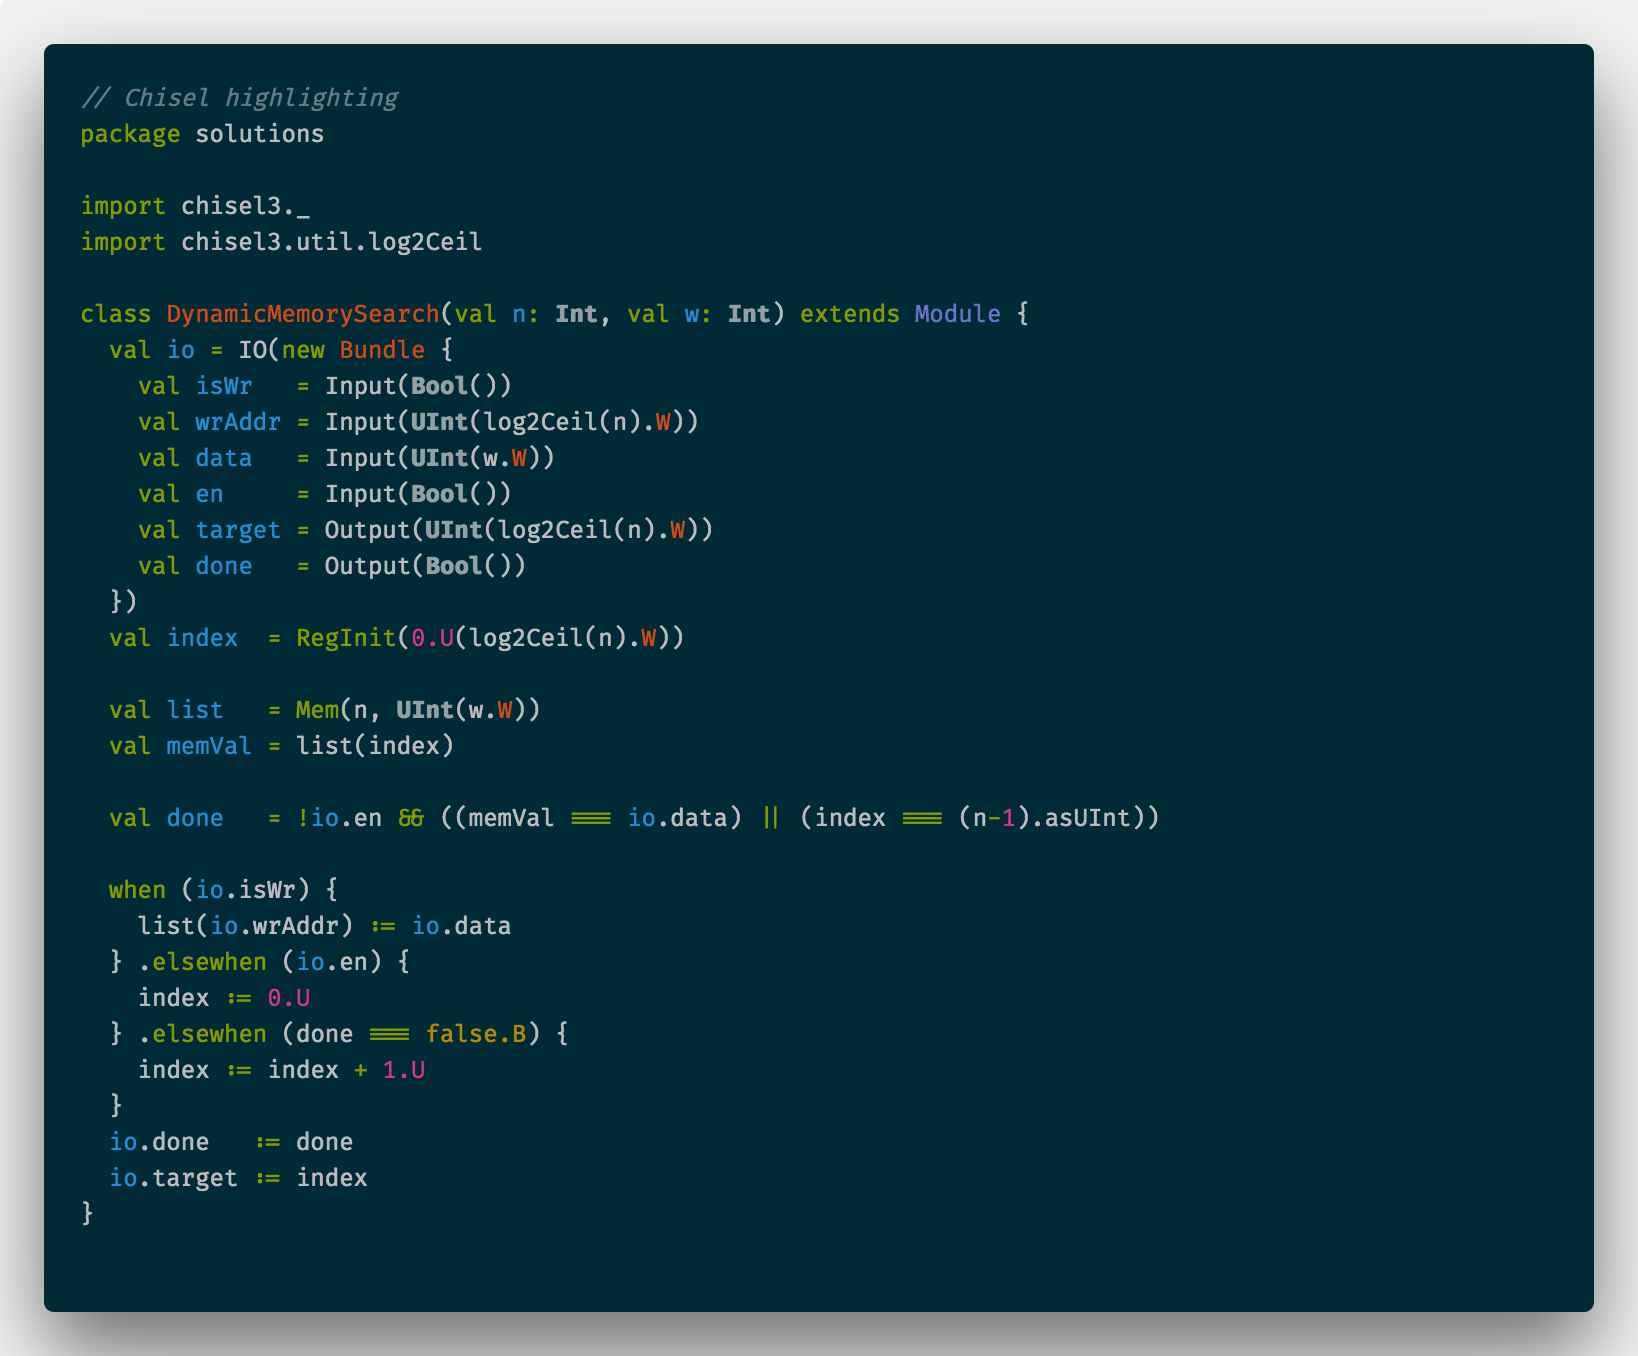 // Chisel highlighting
package solutions

import chisel3._
import chisel3.util.log2Ceil

class DynamicMemorySearch(val n: Int, val w: Int) extends Module {
  val io = IO(new Bundle {
    val isWr   = Input(Bool())
    val wrAddr = Input(UInt(log2Ceil(n).W))
    val data   = Input(UInt(w.W))
    val en     = Input(Bool())
    val target = Output(UInt(log2Ceil(n).W))
    val done   = Output(Bool())
  })
  val index  = RegInit(0.U(log2Ceil(n).W))

  val list   = Mem(n, UInt(w.W))
  val memVal = list(index)

  val done   = !io.en && ((memVal === io.data) || (index === (n-1).asUInt))

  when (io.isWr) {
    list(io.wrAddr) := io.data
  } .elsewhen (io.en) {
    index := 0.U
  } .elsewhen (done === false.B) {
    index := index + 1.U
  }
  io.done   := done
  io.target := index
}